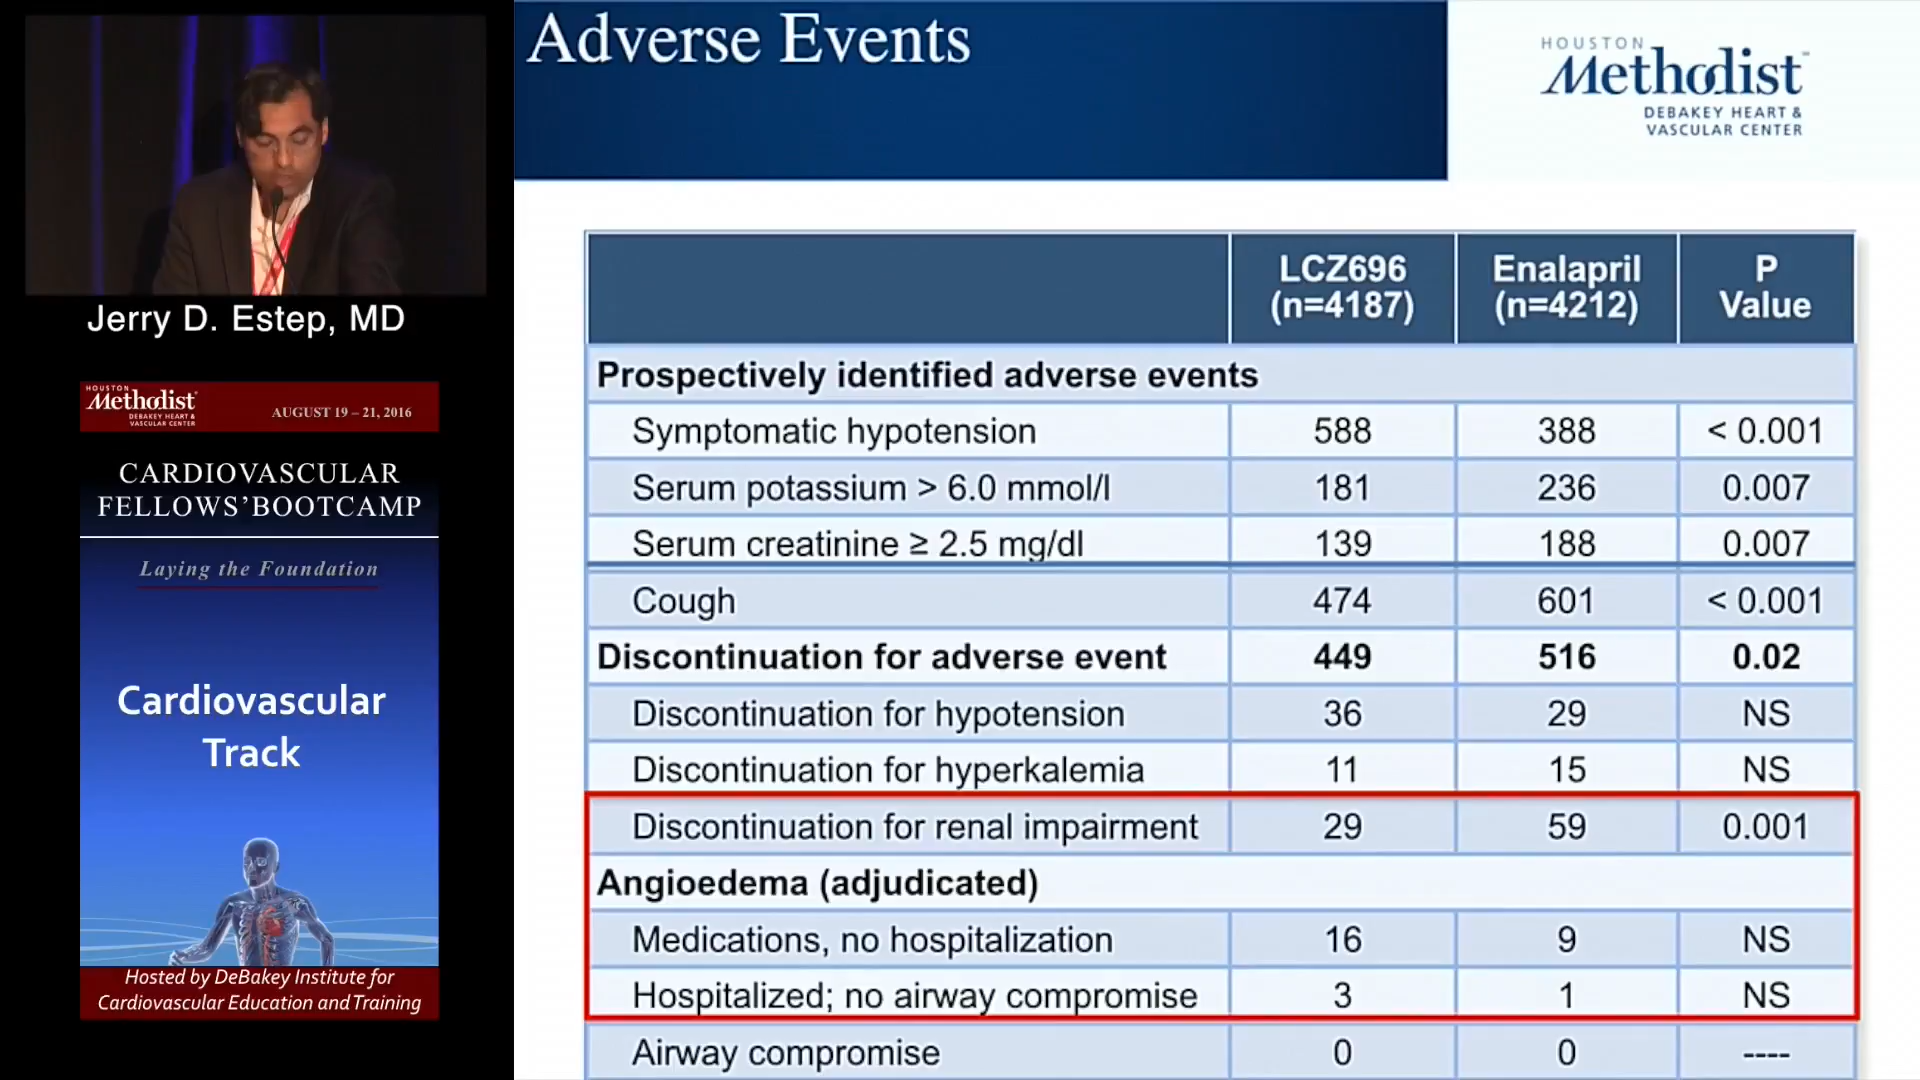 Adverse Events
HOUSTON
Methodist™
DEBAKEY HEART &
VASCULAR CENTER
Jerry D. Estep, MD
HOUSTON
Methodist
DEBAKEY HEART &
VASCULAR CENTER
AUGUST 19 – 21, 2016
CARDIOVASCULAR
FELLOWS’BOOTCAMP
Laying the Foundation
Cardiovascular
Track
Hosted by DeBakey Institute for
Cardiovascular Education and Training
LCZ696 (n=4187) Enalapril (n=4212) P Value
Prospectively identified adverse events
Symptomatic hypotension 588 388 < 0.001
Serum potassium > 6.0 mmol/l 181 236 0.007
Serum creatinine ≥ 2.5 mg/dl 139 188 0.007
Cough 474 601 < 0.001
Discontinuation for adverse event 449 516 0.02
Discontinuation for hypotension 36 29 NS
Discontinuation for hyperkalemia 11 15 NS
Discontinuation for renal impairment 29 59 0.001
Angioedema (adjudicated)
Medications, no hospitalization 16 9 NS
Hospitalized; no airway compromise 3 1 NS
Airway compromise 0 0 ----